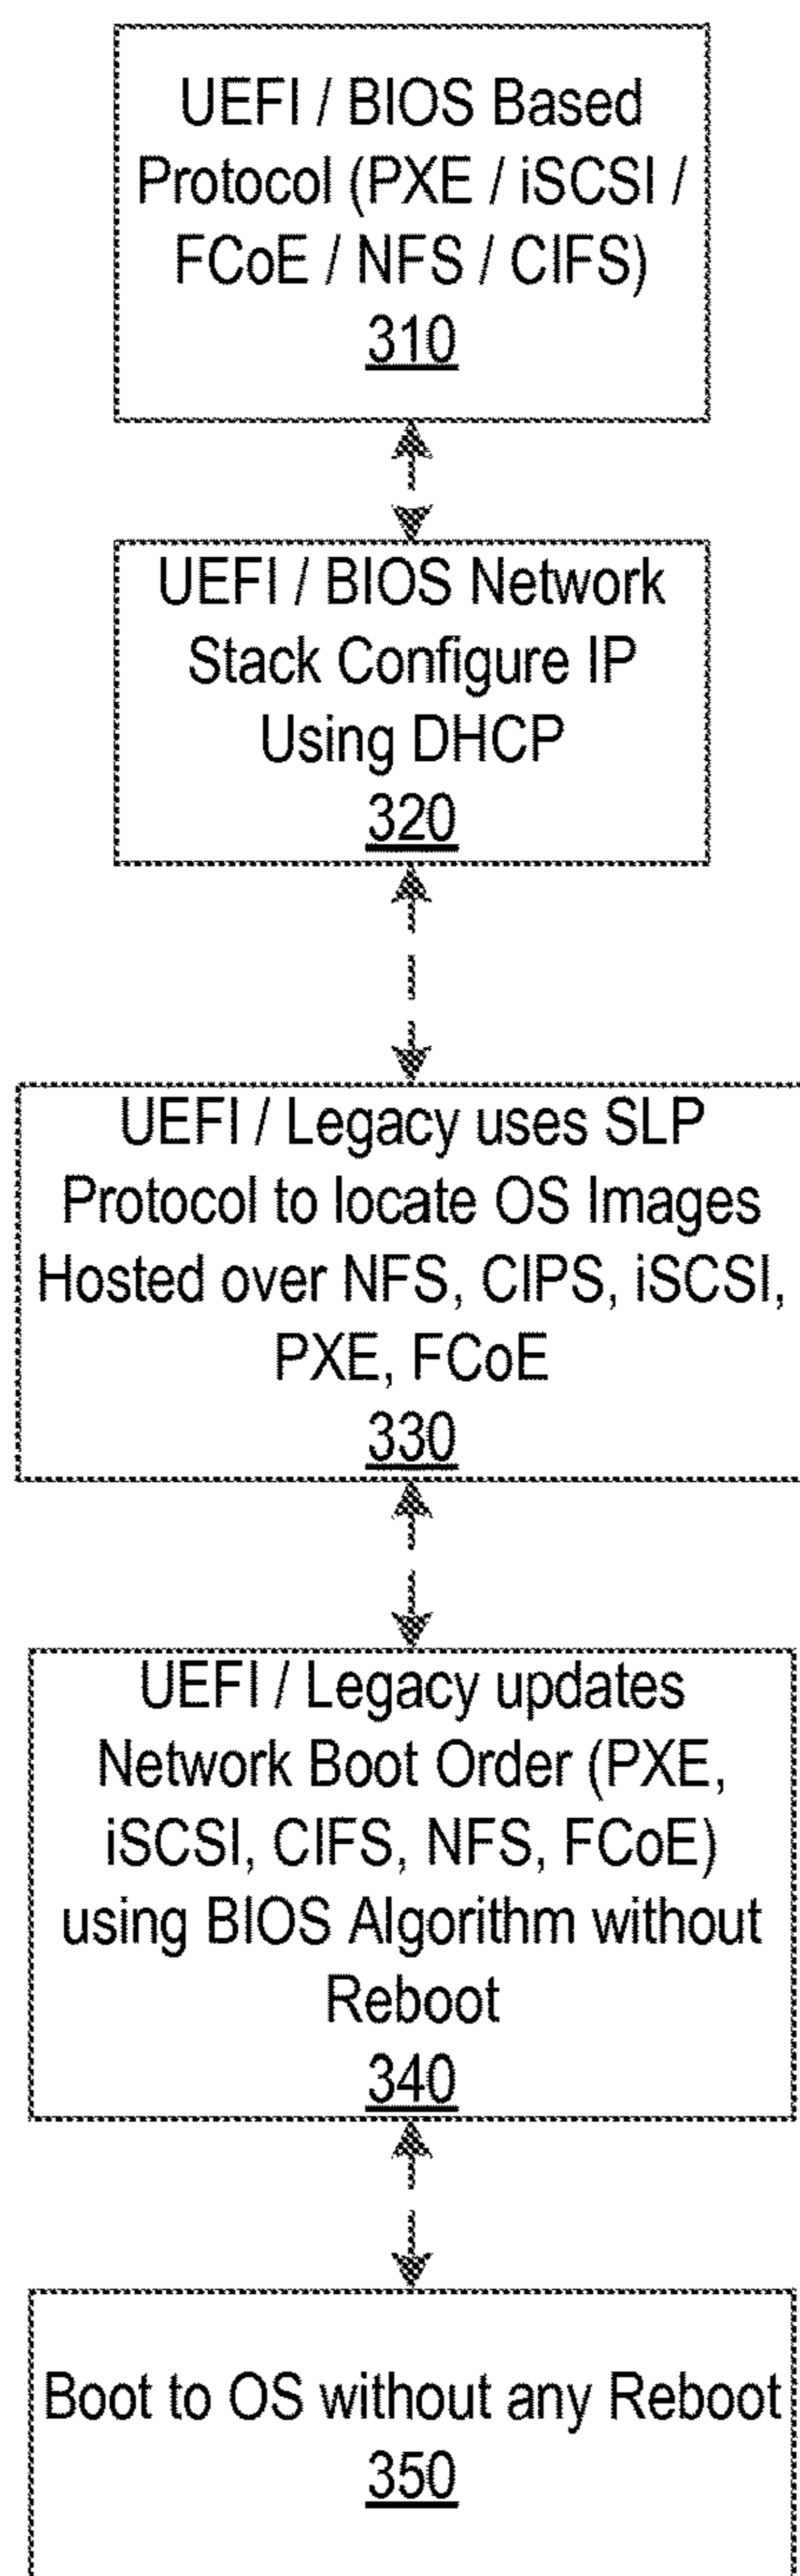 UEFI / BIOS Based
Protocol (PXE / iSCSI /
FCoE / NFS / CIFS)
310
UEFI / BIOS Network
Stack Configure IP
Using DHCP
320
UEFI / Legacy uses SLP
Protocol to locate OS Images
Hosted over NFS, CIPS, iSCSI,
PXE, FCoE
330
UEFI / Legacy updates
Network Boot Order (PXE,
iSCSI, CIFS, NFS, FCoE)
using BIOS Algorithm without
Reboot
340
Boot to OS without any Reboot
350